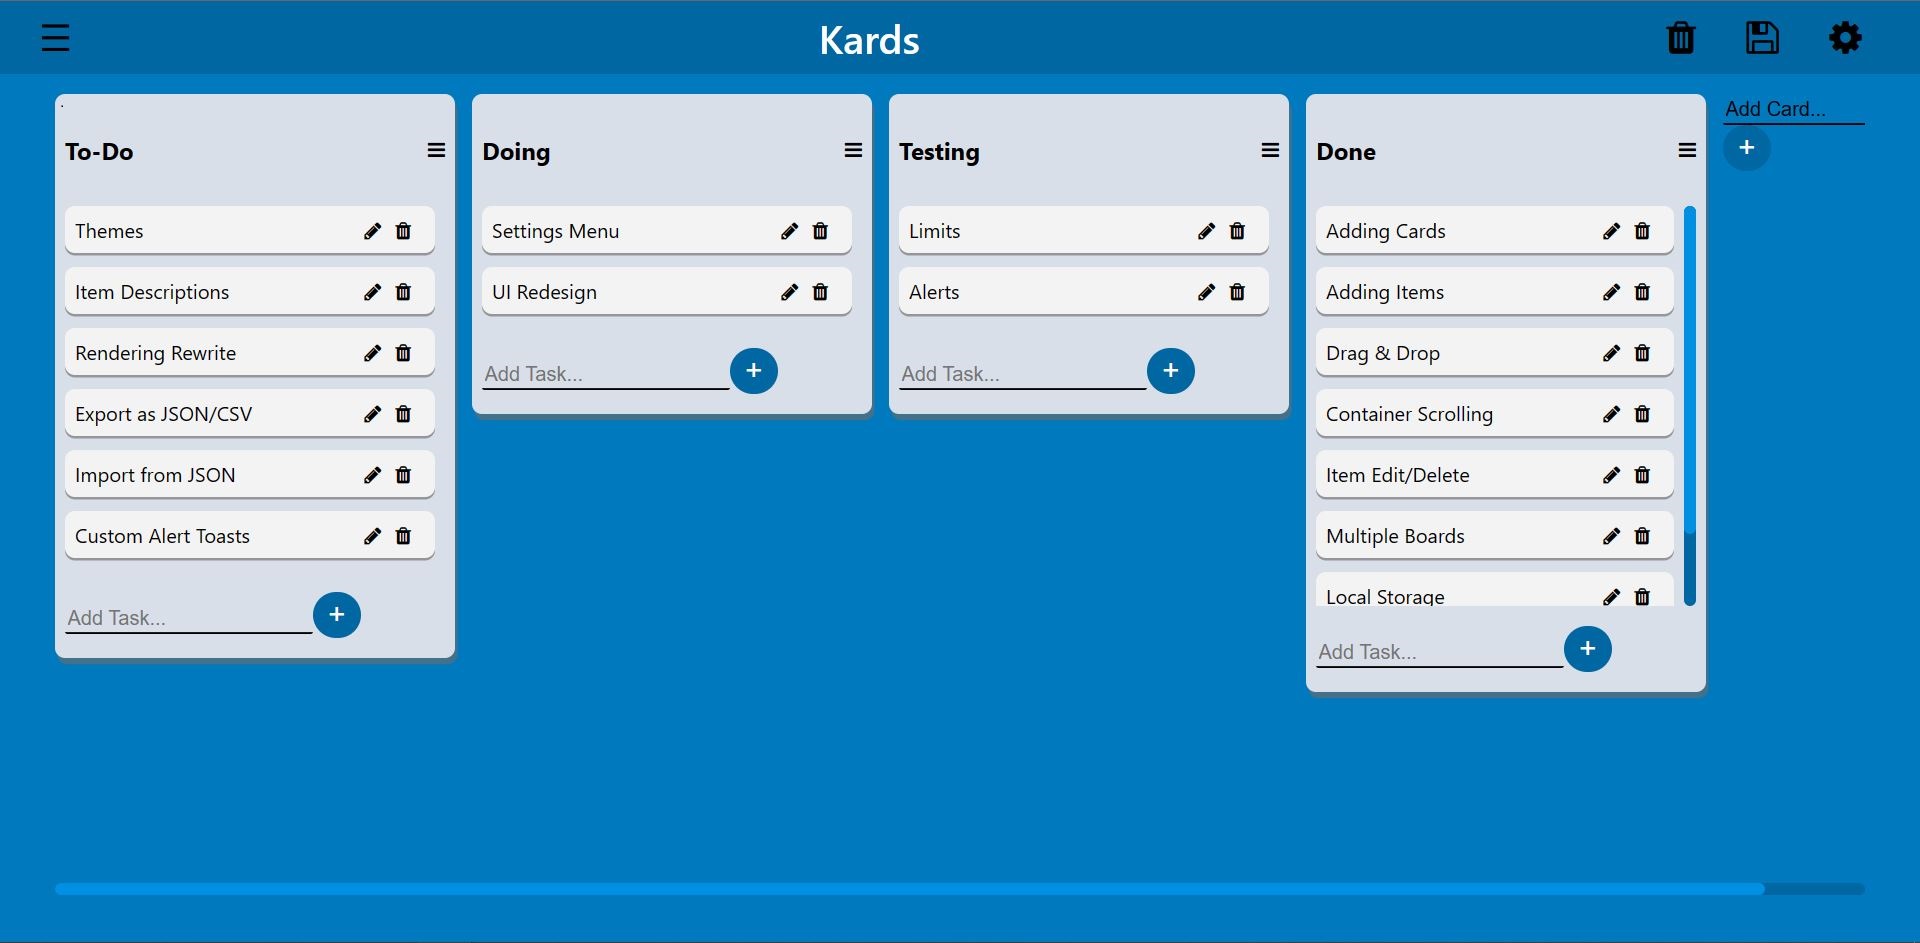 Kards
To-Do
Themes
Item Descriptions
Rendering Rewrite
Export as JSON/CSV
Import from JSON
Custom Alert Toasts
Add Task...
+
Doing
Settings Menu
UI Redesign
Add Task...
+
Testing
Limits
Alerts
Add Task...
+
Done
Adding Cards
Adding Items
Drag & Drop
Container Scrolling
Item Edit/Delete
Multiple Boards
Local Storage
Add Task...
+
Add Card...
+